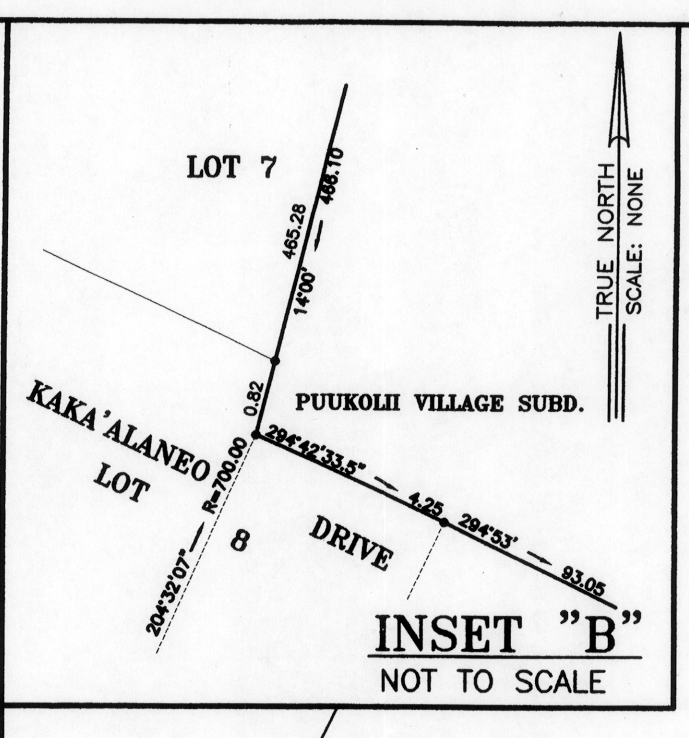 LOT 7
466.10
465.28
14°00'
TRUE NORTH
SCALE: NONE
0.82
PUUKOLII VILLAGE SUBD.
KAKA'ALANEO
LOT
R=700.00
204°32'07"
294°42'33.5"
4.25
294°53'
93.05
8
DRIVE
INSET "B"
NOT TO SCALE